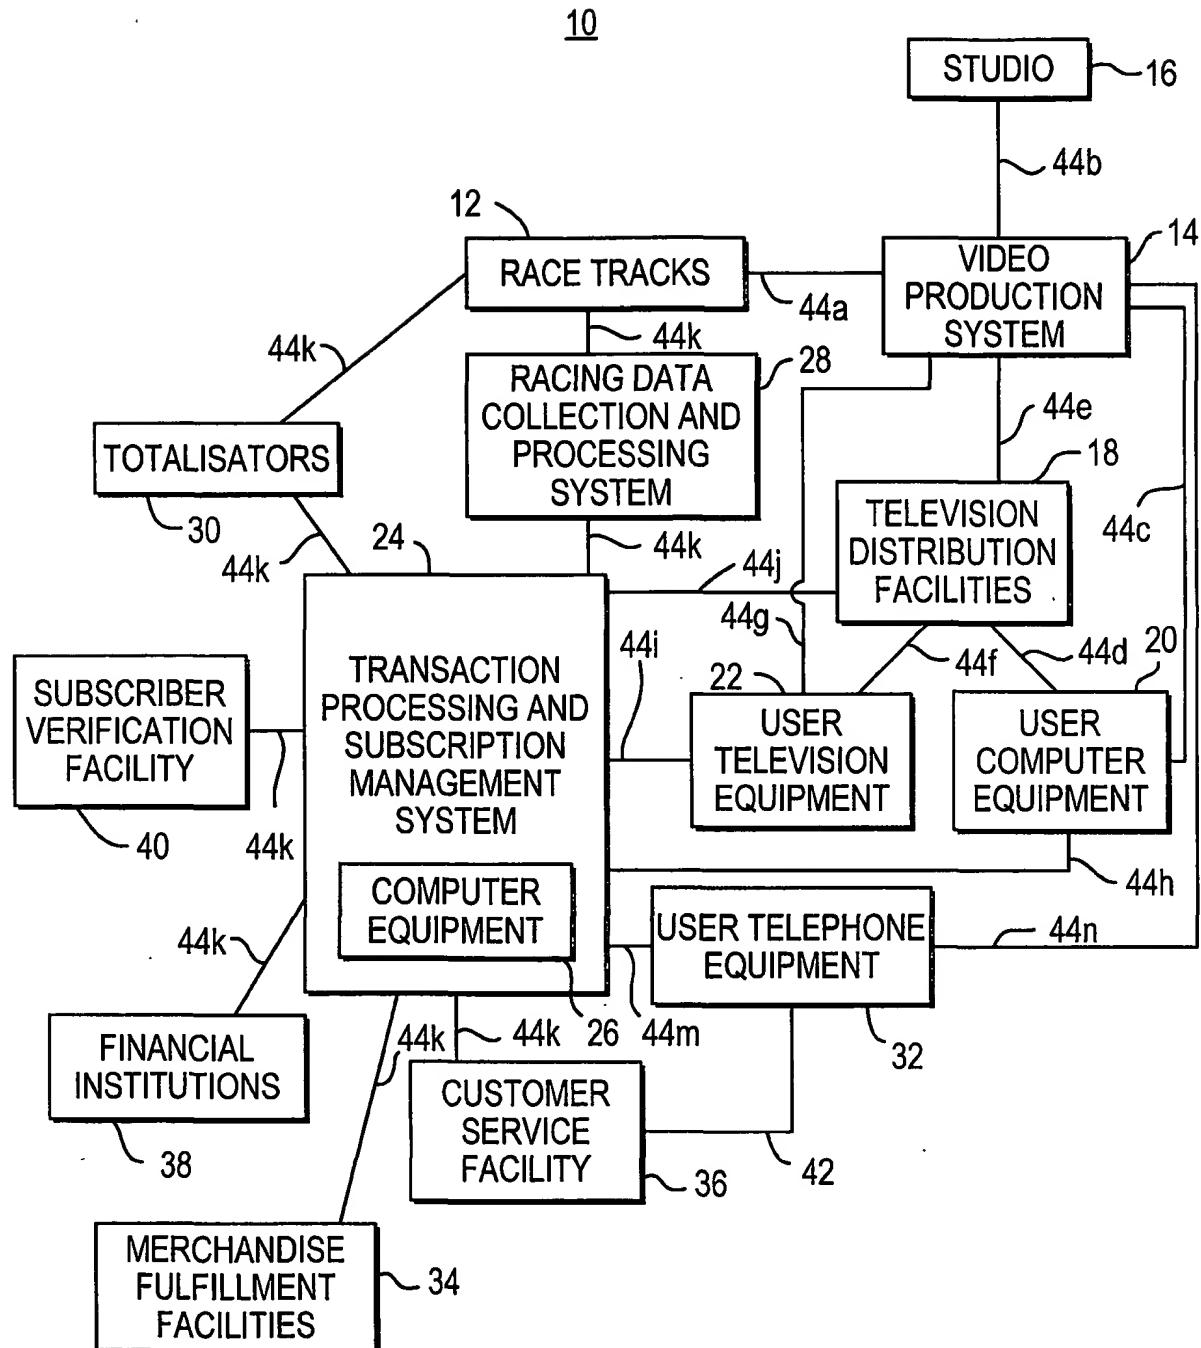 10
STUDIO
16
44b
12
RACE TRACKS
44a
14
VIDEO
PRODUCTION
SYSTEM
44k
44k
28
RACING DATA
COLLECTION AND
PROCESSING
SYSTEM
44e
18
44c
TOTALISATORS
30
44k
24
44k
TELEVISION
DISTRIBUTION
FACILITIES
44j
44g
44i
22
44f
44d
20
SUBSCRIBER
VERIFICATION
FACILITY
40
44k
TRANSACTION
PROCESSING AND
SUBSCRIPTION
MANAGEMENT
SYSTEM
USER
TELEVISION
EQUIPMENT
USER
COMPUTER
EQUIPMENT
44h
COMPUTER
EQUIPMENT
26
USER TELEPHONE
EQUIPMENT
44n
44m
32
44k
FINANCIAL
INSTITUTIONS
38
44k
44k
CUSTOMER
SERVICE
FACILITY
36
42
MERCHANDISE
FULFILLMENT
FACILITIES
34